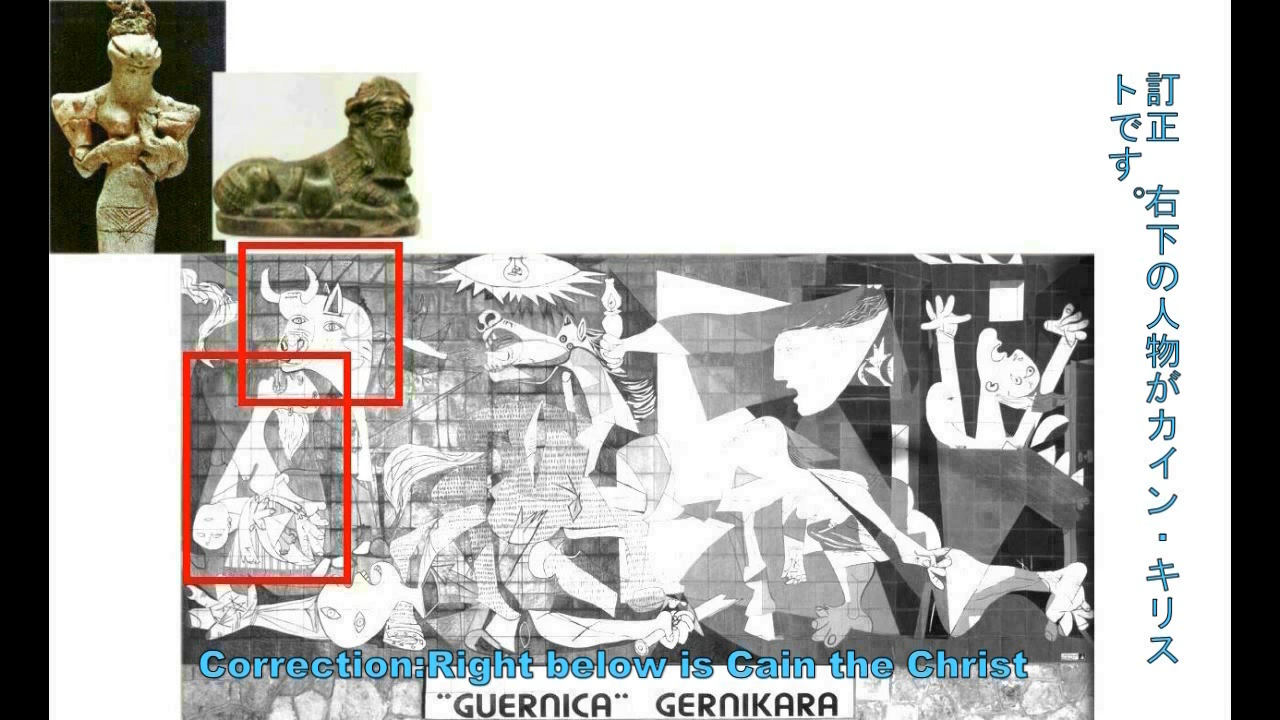 訂正　右下の人物がカイン・キリス
トです。
Correction:Right below is Cain the Christ
¨GUERNICA¨ GERNIKARA